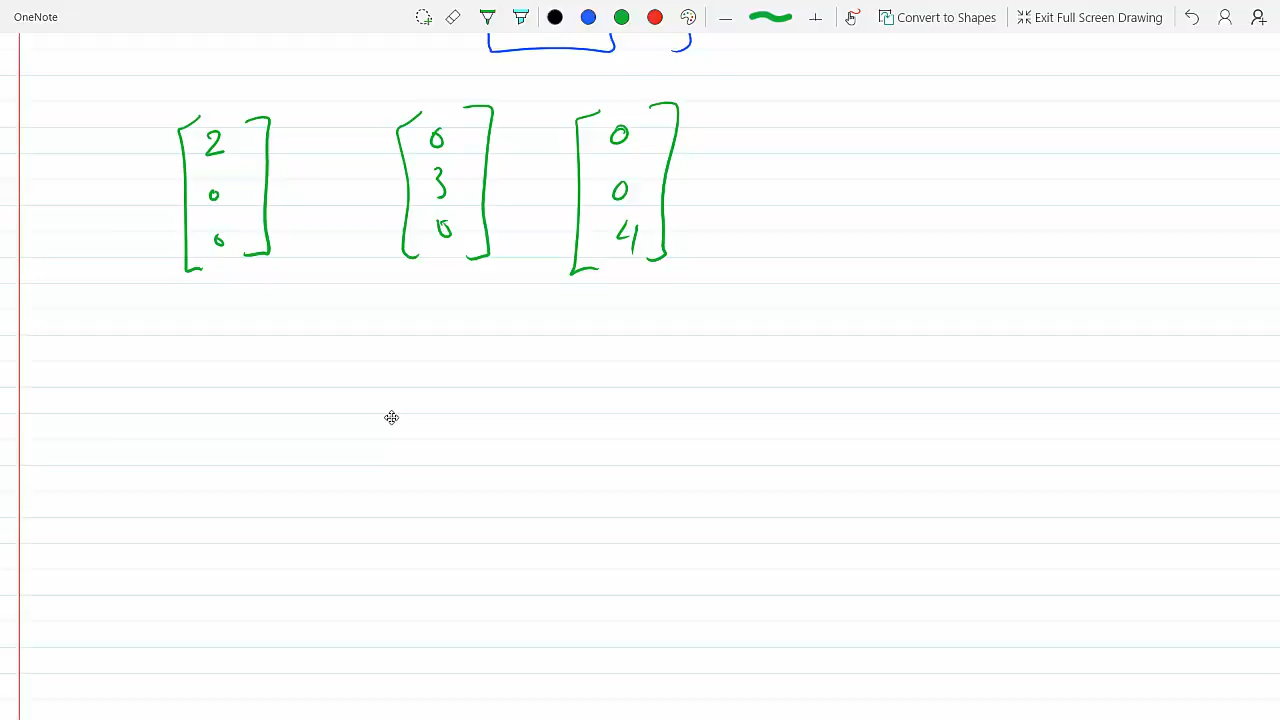 OneNote
Convert to Shapes
Exit Full Screen Drawing
[2 [0 [0
0 3 0
0] 0] 4]